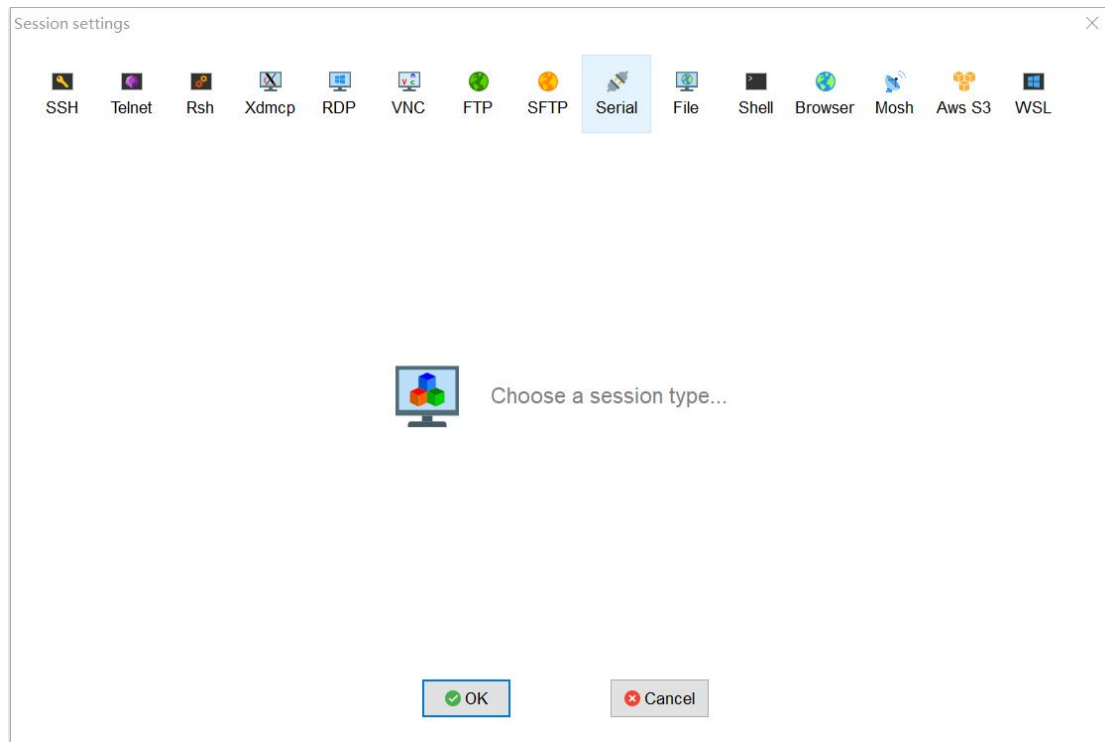 Session settings
SSH Telnet Rsh Xdmcp RDP VNC FTP SFTP Serial File Shell Browser Mosh Aws S3 WSL
Choose a session type...
OK Cancel